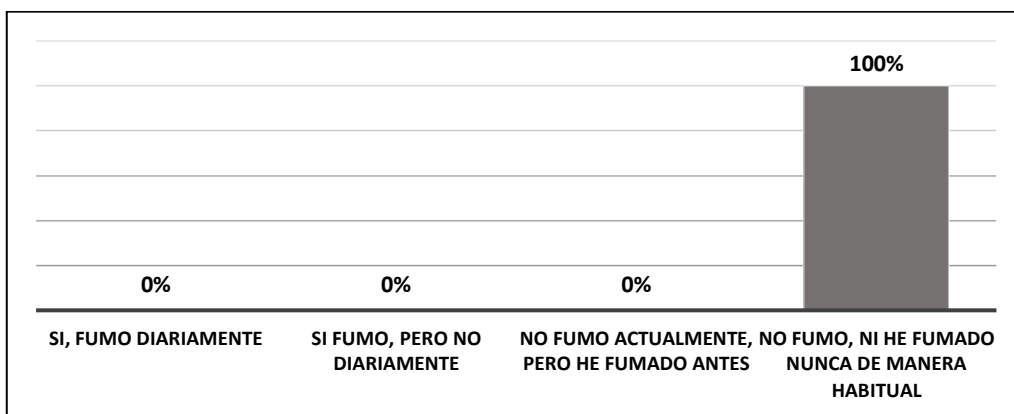 100%
0%
0%
0%
SI, FUMO DIARIAMENTE
SI FUMO, PERO NO
DIARIAMENTE
NO FUMO ACTUALMENTE,
PERO HE FUMADO ANTES
NO FUMO, NI HE FUMADO
NUNCA DE MANERA
HABITUAL